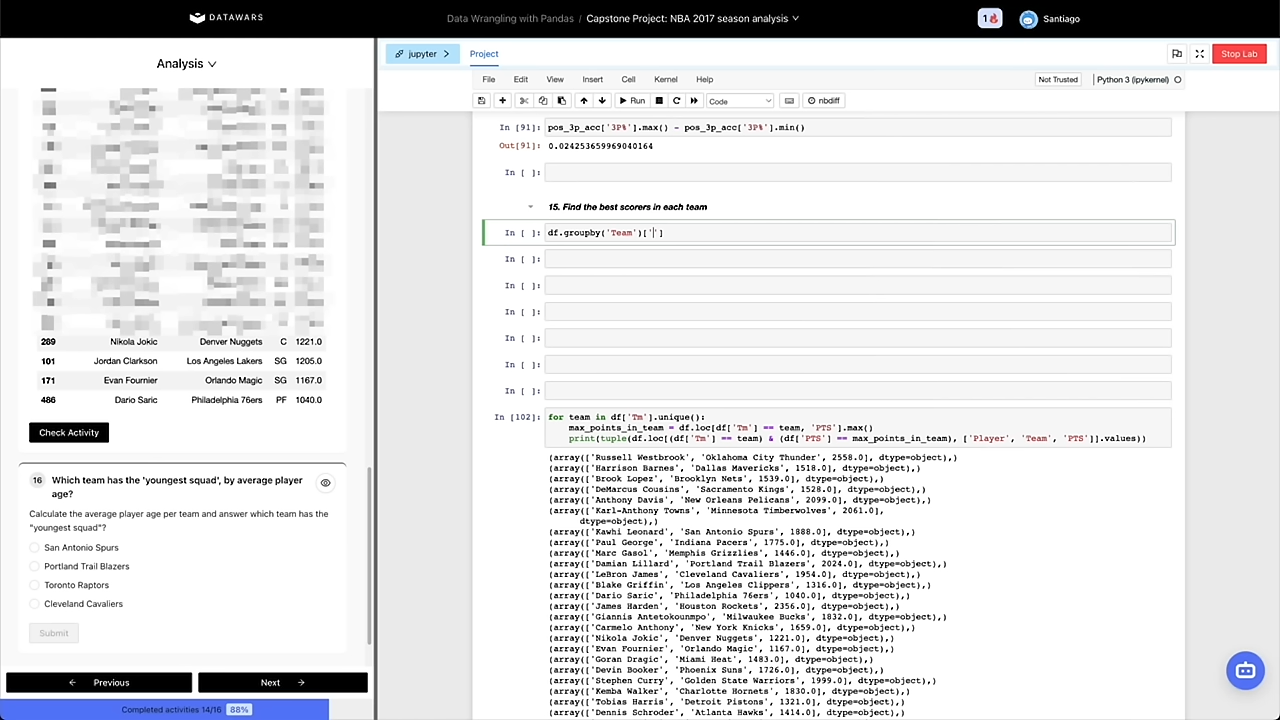 DATAWARS
Data Wrangling with Pandas / Capstone Project: NBA 2017 season analysis
1
Santiago
Analysis
289 Nikola Jokic Denver Nuggets C 1221.0
101 Jordan Clarkson Los Angeles Lakers SG 1205.0
171 Evan Fournier Orlando Magic SG 1167.0
486 Dario Saric Philadelphia 76ers PF 1040.0
Check Activity
16 Which team has the 'youngest squad', by average player
age?
Calculate the average player age per team and answer which team has the
"youngest squad"?
San Antonio Spurs
Portland Trail Blazers
Toronto Raptors
Cleveland Cavaliers
Submit
Previous
Next
Completed activities 14/16 88%
jupyter
Project
Stop Lab
File Edit View Insert Cell Kernel Help
Not Trusted
Python 3 (ipykernel)
Run
Code
nbdiff
In [91]: pos_3p_acc['3P%'].max() - pos_3p_acc['3P%'].min()
Out[91]: 0.024253659969040164
In [ ]:
15. Find the best scorers in each team
In [ ]: df.groupby('Team')['']
In [ ]:
In [ ]:
In [ ]:
In [ ]:
In [ ]:
In [ ]:
In [102]: for team in df['Tm'].unique():
max_points_in_team = df.loc[df['Tm'] == team, 'PTS'].max()
print(tuple(df.loc[(df['Tm'] == team) & (df['PTS'] == max_points_in_team), ['Player', 'Team', 'PTS']].values))
(array(['Russell Westbrook', 'Oklahoma City Thunder', 2558.0], dtype=object),)
(array(['Harrison Barnes', 'Dallas Mavericks', 1518.0], dtype=object),)
(array(['Brook Lopez', 'Brooklyn Nets', 1539.0], dtype=object),)
(array(['DeMarcus Cousins', 'Sacramento Kings', 1528.0], dtype=object),)
(array(['Anthony Davis', 'New Orleans Pelicans', 2099.0], dtype=object),)
(array(['Karl-Anthony Towns', 'Minnesota Timberwolves', 2061.0],
dtype=object),)
(array(['Kawhi Leonard', 'San Antonio Spurs', 1888.0], dtype=object),)
(array(['Paul George', 'Indiana Pacers', 1775.0], dtype=object),)
(array(['Marc Gasol', 'Memphis Grizzlies', 1446.0], dtype=object),)
(array(['Damian Lillard', 'Portland Trail Blazers', 2024.0], dtype=object),)
(array(['LeBron James', 'Cleveland Cavaliers', 1954.0], dtype=object),)
(array(['Blake Griffin', 'Los Angeles Clippers', 1316.0], dtype=object),)
(array(['Dario Saric', 'Philadelphia 76ers', 1040.0], dtype=object),)
(array(['James Harden', 'Houston Rockets', 2356.0], dtype=object),)
(array(['Giannis Antetokounmpo', 'Milwaukee Bucks', 1832.0], dtype=object),)
(array(['Carmelo Anthony', 'New York Knicks', 1659.0], dtype=object),)
(array(['Nikola Jokic', 'Denver Nuggets', 1221.0], dtype=object),)
(array(['Evan Fournier', 'Orlando Magic', 1167.0], dtype=object),)
(array(['Goran Dragic', 'Miami Heat', 1483.0], dtype=object),)
(array(['Devin Booker', 'Phoenix Suns', 1726.0], dtype=object),)
(array(['Stephen Curry', 'Golden State Warriors', 1999.0], dtype=object),)
(array(['Kemba Walker', 'Charlotte Hornets', 1830.0], dtype=object),)
(array(['Tobias Harris', 'Detroit Pistons', 1321.0], dtype=object),)
(array(['Dennis Schroder', 'Atlanta Hawks', 1414.0], dtype=object),)